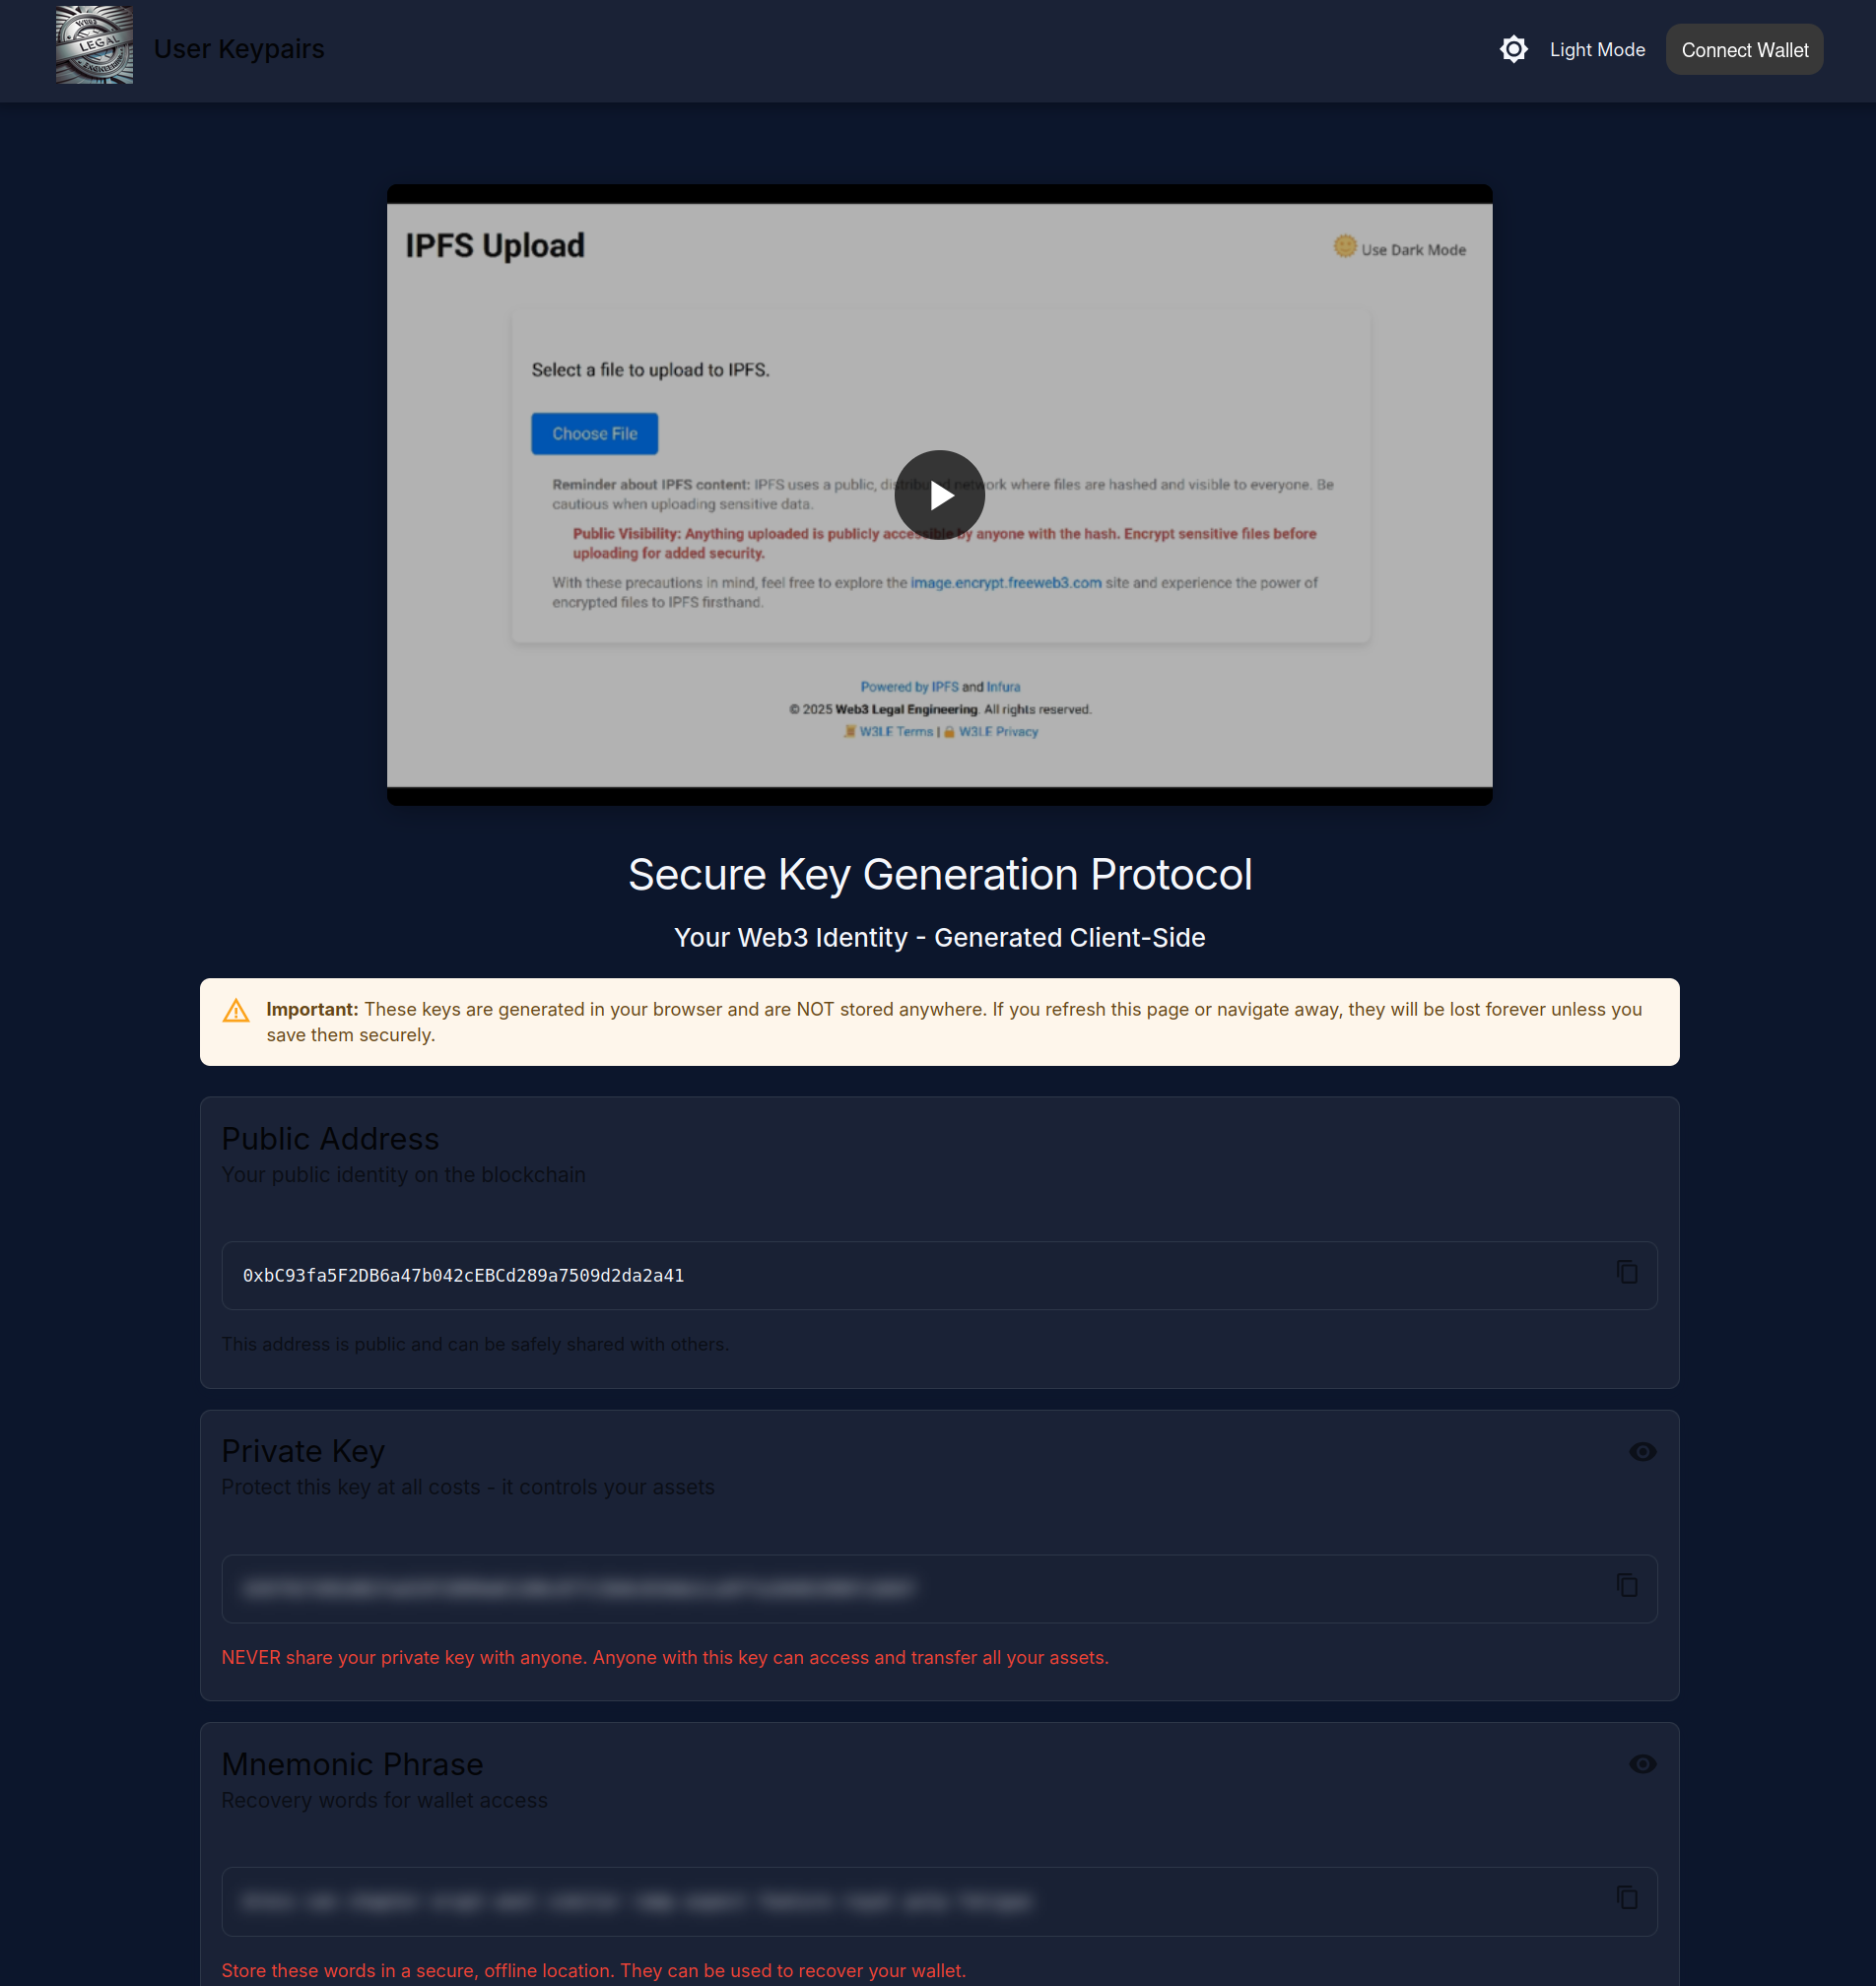 WEB3
LEGAL
ENGINEERING
User Keypairs
Light Mode
Connect Wallet
IPFS Upload
Use Dark Mode
Select a file to upload to IPFS.
Choose File
Reminder about IPFS content: IPFS uses a public, distributed network where files are hashed and visible to everyone. Be
cautious when uploading sensitive data.
Public Visibility: Anything uploaded is publicly accessible by anyone with the hash. Encrypt sensitive files before
uploading for added security.
With these precautions in mind, feel free to explore the image.encrypt.freeweb3.com site and experience the power of
encrypted files to IPFS firsthand.
Powered by IPFS and Infura
© 2025 Web3 Legal Engineering. All rights reserved.
W3LE Terms | W3LE Privacy
Secure Key Generation Protocol
Your Web3 Identity - Generated Client-Side
Important: These keys are generated in your browser and are NOT stored anywhere. If you refresh this page or navigate away, they will be lost forever unless you
save them securely.
Public Address
Your public identity on the blockchain
0xbC93fa5F2DB6a47b042cEBCd289a7509d2da2a41
This address is public and can be safely shared with others.
Private Key
Protect this key at all costs - it controls your assets
NEVER share your private key with anyone. Anyone with this key can access and transfer all your assets.
Mnemonic Phrase
Recovery words for wallet access
Store these words in a secure, offline location. They can be used to recover your wallet.